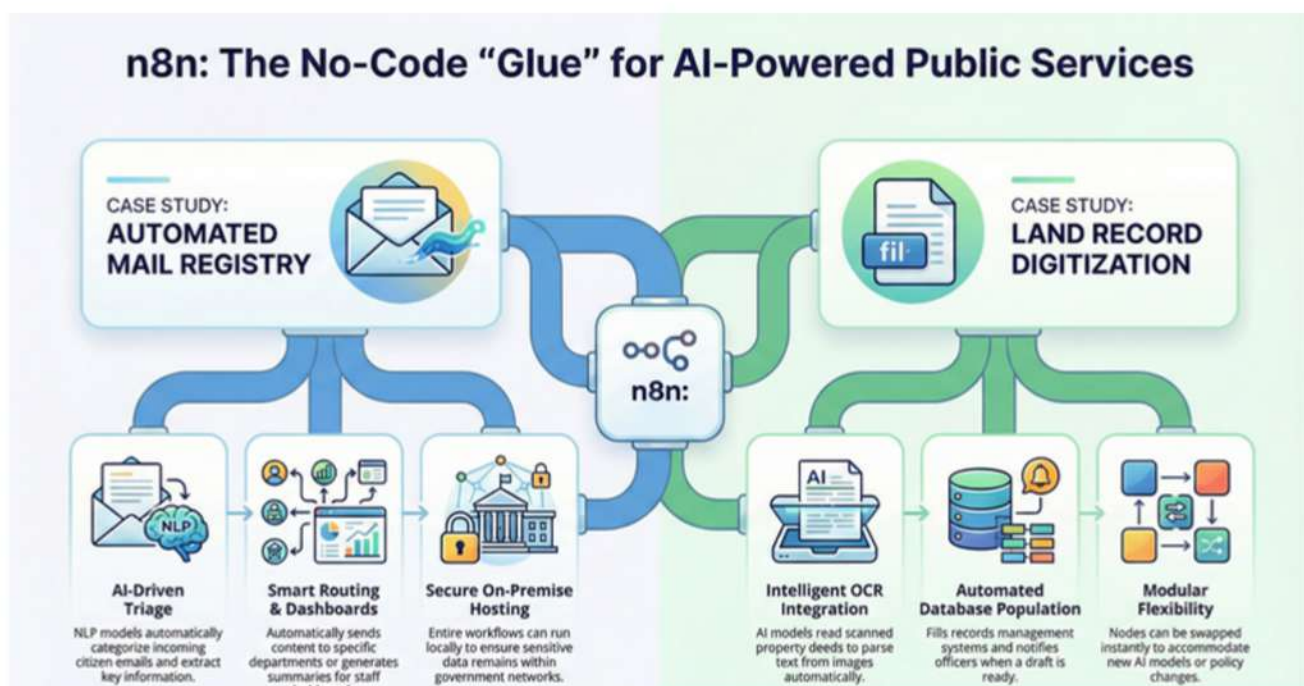 n8n: The No-Code “Glue” for AI-Powered Public Services
CASE STUDY:
AUTOMATED
MAIL REGISTRY
CASE STUDY:
LAND RECORD
DIGITIZATION
fil
n8n:
NLP
AI-Driven
Triage
NLP models automatically
categorize incoming
citizen emails and extract
key information.
Smart Routing
& Dashboards
Automatically sends
content to specific
departments or generates
summaries for staff
Secure On-Premise
Hosting
Entire workflows can run
locally to ensure sensitive
data remains within
government networks.
AI
Intelligent OCR
Integration
AI models read scanned
property deeds to parse
text from images
automatically.
Automated
Database Population
Fills records management
systems and notifies
officers when a draft is
ready.
Modular
Flexibility
Nodes can be swapped
instantly to accommodate
new AI models or policy
changes.